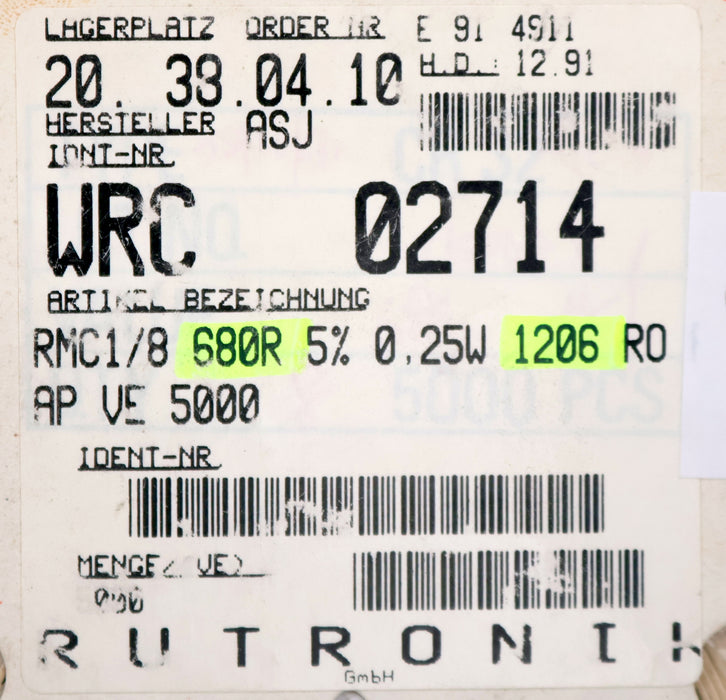 LAGERPLATZ ORDER NR E 91 4911
20. 33.04.10 H.D.: 12.91
HERSTELLER ASJ
IDNT-NR.
WRC 02714
ARTIKEL BEZEICHNUNG
RMC1/8 680R 5% 0,25W 1206 RO
AP VE 5000
IDENT-NR.
MENGE( VE)
RUTRONIK
GmbH